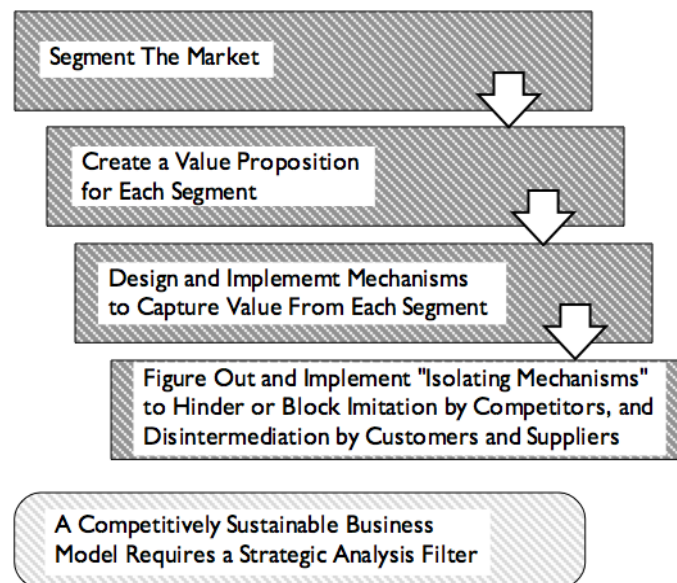 Segment The Market
Create a Value Proposition
for Each Segment
Design and Implememt Mechanisms
to Capture Value From Each Segment
Figure Out and Implement "Isolating Mechanisms"
to Hinder or Block Imitation by Competitors, and
Disintermediation by Customers and Suppliers
A Competitively Sustainable Business
Model Requires a Strategic Analysis Filter